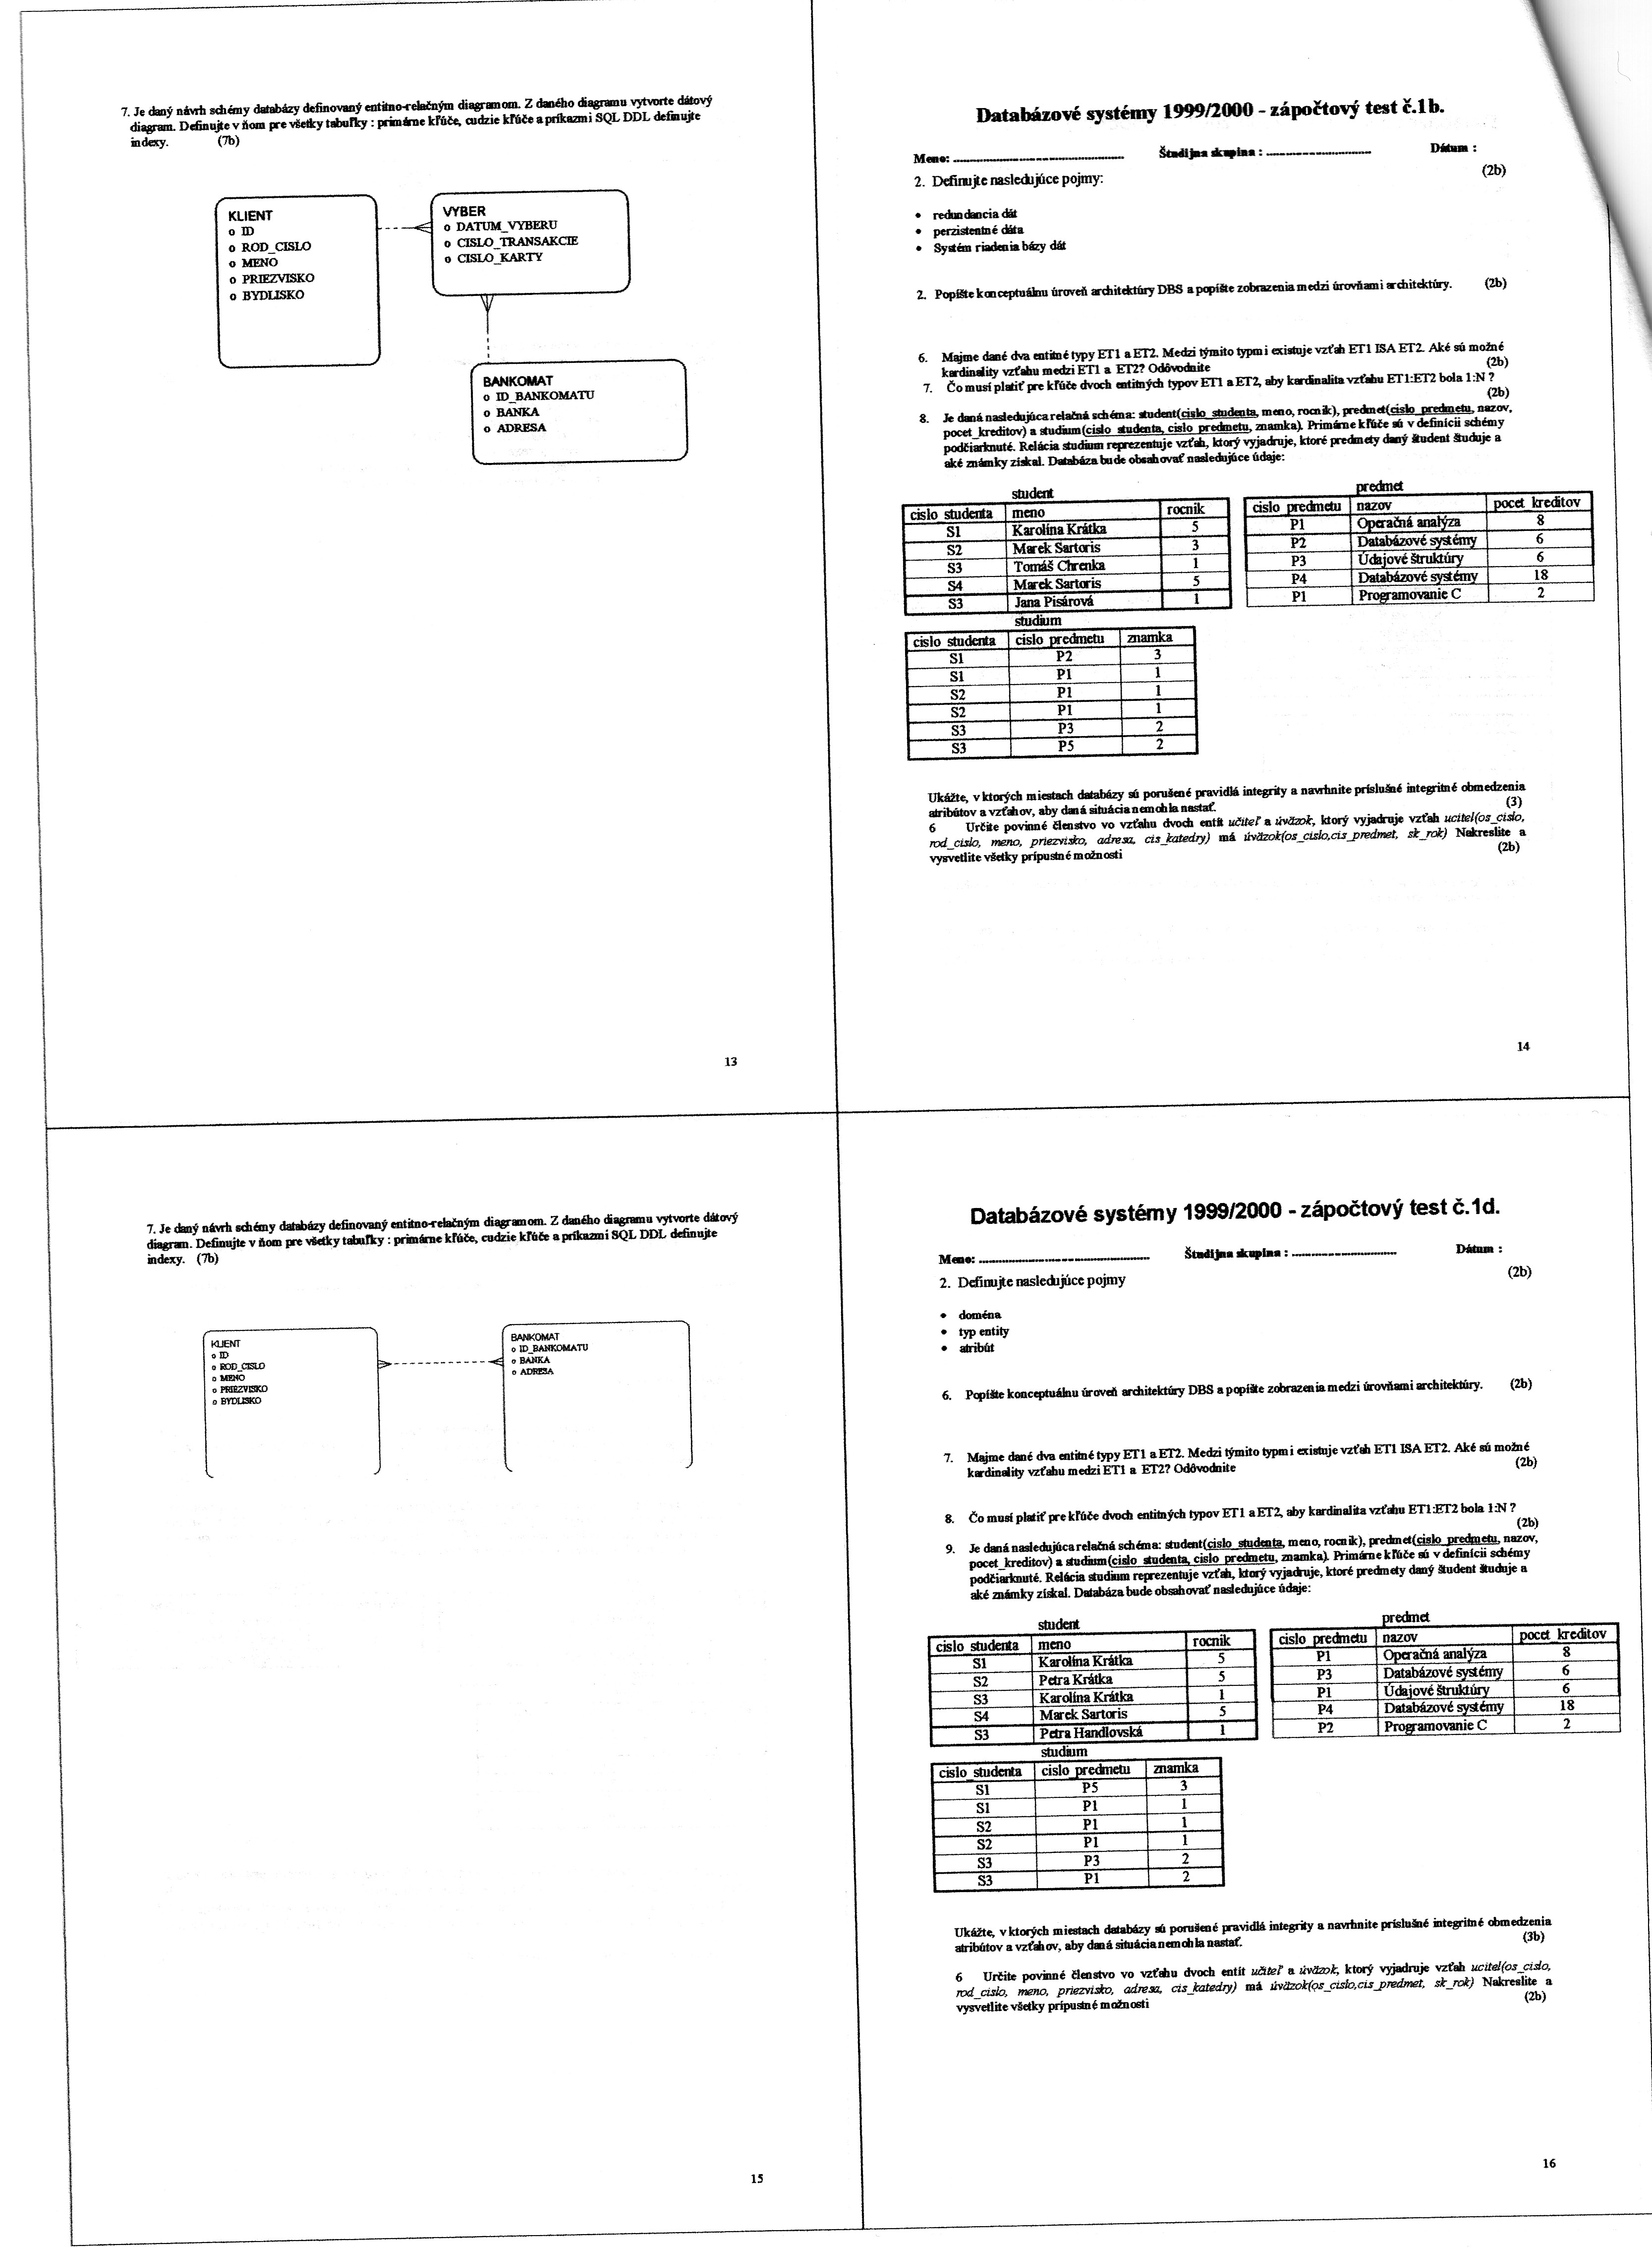 7. Je daný návrh schémy databázy definovaný entitno-relačným diagramom. Z daného diagramu vytvorte dátový
diagram. Definujte v ňom pre všetky tabuľky : primárne kľúče, cudzie kľúče a príkazmi SQL DDL definujte
indexy. (7b)
KLIENT
o ID
o ROD_CISLO
o MENO
o PRIEZVISKO
o BYDLISKO
VYBER
o DATUM_VYBERU
o CISLO_TRANSAKCIE
o CISLO_KARTY
BANKOMAT
o ID_BANKOMATU
o BANKA
o ADRESA
13
Databázové systémy 1999/2000 - zápočtový test č.1b.
Meno: ........................ Študijna skupina : ........................ Dátum :
2. Definujte nasledujúce pojmy: (2b)
• redundancia dát
• perzistentné dáta
• Systém riadenia bázy dát
2. Popíšte konceptuálnu úroveň architektúry DBS a popíšte zobrazenia medzi úrovňami architektúry. (2b)
6. Majme dané dva entitné typy ET1 a ET2. Medzi týmito typmi existuje vzťah ET1 ISA ET2. Aké sú možné
kardinality vzťahu medzi ET1 a ET2? Odôvodnite (2b)
7. Čo musí platiť pre kľúče dvoch entitných typov ET1 a ET2, aby kardinalita vzťahu ET1:ET2 bola 1:N ?
(2b)
8. Je daná nasledujúca relačná schéma: student(cislo_studenta, meno, rocnik), predmet(cislo_predmetu, nazov,
pocet_kreditov) a studium(cislo_studenta, cislo_predmetu, znamka). Primárne kľúče sú v definícii schémy
podčiarknuté. Relácia studium reprezentuje vzťah, ktorý vyjadruje, ktoré predmety daný študent študuje a
aké známky získal. Databáza bude obsahovať nasledujúce údaje:
student
cislo_studenta meno rocnik
S1 Karolína Krátka 5
S2 Marek Sartoris 3
S3 Tomáš Chrenka 1
S4 Marek Sartoris 5
S3 Jana Pisárová 1
predmet
cislo_predmetu nazov pocet_kreditov
P1 Operačná analýza 8
P2 Databázové systémy 6
P3 Údajové štruktúry 6
P4 Databázové systémy 18
P1 Programovanie C 2
studium
cislo_studenta cislo_predmetu znamka
S1 P2 3
S1 P1 1
S2 P1 1
S2 P1 1
S3 P3 2
S3 P5 2
Ukážte, v ktorých miestach databázy sú porušené pravidlá integrity a navrhnite príslušné integritné obmedzenia
atribútov a vzťahov, aby daná situácia nemohla nastať. (3)
6 Určite povinné členstvo vo vzťahu dvoch entít učiteľ a úväzok, ktorý vyjadruje vzťah ucitel(os_cislo,
rod_cislo, meno, priezvisko, adresa, cis_katedry) má úväzok(os_cislo,cis_predmet, sk_rok) Nakreslite a
vysvetlite všetky prípustné možnosti (2b)
14
7. Je daný návrh schémy databázy definovaný entitno-relačným diagramom. Z daného diagramu vytvorte dátový
diagram. Definujte v ňom pre všetky tabuľky : primárne kľúče, cudzie kľúče a príkazmi SQL DDL definujte
indexy. (7b)
KLIENT
o ID
o ROD_CISLO
o MENO
o PRIEZVISKO
o BYDLISKO
BANKOMAT
o ID_BANKOMATU
o BANKA
o ADRESA
15
Databázové systémy 1999/2000 - zápočtový test č.1d.
Meno: ........................ Študijna skupina : ........................ Dátum :
2. Definujte nasledujúce pojmy (2b)
• doména
• typ entity
• atribút
6. Popíšte konceptuálnu úroveň architektúry DBS a popíšte zobrazenia medzi úrovňami architektúry. (2b)
7. Majme dané dva entitné typy ET1 a ET2. Medzi týmito typmi existuje vzťah ET1 ISA ET2. Aké sú možné
kardinality vzťahu medzi ET1 a ET2? Odôvodnite (2b)
8. Čo musí platiť pre kľúče dvoch entitných typov ET1 a ET2, aby kardinalita vzťahu ET1:ET2 bola 1:N ?
(2b)
9. Je daná nasledujúca relačná schéma: student(cislo_studenta, meno, rocnik), predmet(cislo_predmetu, nazov,
pocet_kreditov) a studium(cislo_studenta, cislo_predmetu, znamka). Primárne kľúče sú v definícii schémy
podčiarknuté. Relácia studium reprezentuje vzťah, ktorý vyjadruje, ktoré predmety daný študent študuje a
aké známky získal. Databáza bude obsahovať nasledujúce údaje:
student
cislo_studenta meno rocnik
S1 Karolína Krátka 5
S2 Petra Krátka 5
S3 Karolína Krátka 1
S4 Marek Sartoris 5
S3 Petra Handlovská 1
predmet
cislo_predmetu nazov pocet_kreditov
P1 Operačná analýza 8
P3 Databázové systémy 6
P1 Údajové štruktúry 6
P4 Databázové systémy 18
P2 Programovanie C 2
studium
cislo_studenta cislo_predmetu znamka
S1 P5 3
S1 P1 1
S2 P1 1
S2 P1 1
S3 P3 2
S3 P1 2
Ukážte, v ktorých miestach databázy sú porušené pravidlá integrity a navrhnite príslušné integritné obmedzenia
atribútov a vzťahov, aby daná situácia nemohla nastať. (3b)
6 Určite povinné členstvo vo vzťahu dvoch entít učiteľ a úväzok, ktorý vyjadruje vzťah ucitel(os_cislo,
rod_cislo, meno, priezvisko, adresa, cis_katedry) má úväzok(os_cislo,cis_predmet, sk_rok) Nakreslite a
vysvetlite všetky prípustné možnosti (2b)
16